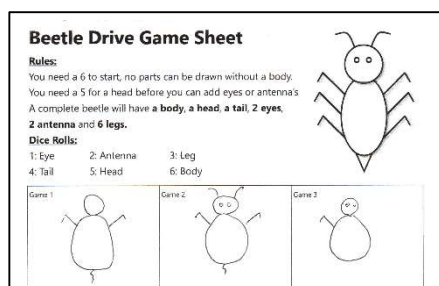 Beetle Drive Game Sheet
Rules:
You need a 6 to start, no parts can be drawn without a body.
You need a 5 for a head before you can add eyes or antenna's
A complete beetle will have a body, a head, a tail, 2 eyes,
2 antenna and 6 legs.
Dice Rolls:
1: Eye 2: Antenna 3: Leg
4: Tail 5: Head 6: Body
Game 1 Game 2 Game 3